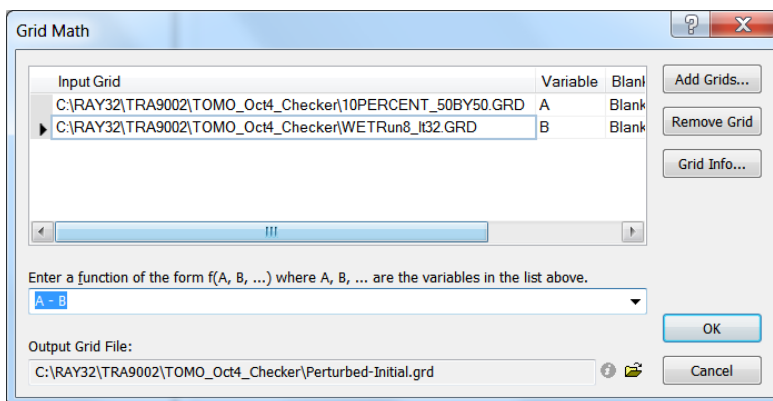 Grid Math
Input Grid Variable Blank
C:\RAY32\TRA9002\TOMO_Oct4_Checker\10PERCENT_50BY50.GRD A Blank
C:\RAY32\TRA9002\TOMO_Oct4_Checker\WETRun8_It32.GRD B Blank
Add Grids...
Remove Grid
Grid Info...
Enter a function of the form f(A, B, ...) where A, B, ... are the variables in the list above.
A - B
OK
Output Grid File:
C:\RAY32\TRA9002\TOMO_Oct4_Checker\Perturbed-Initial.grd
Cancel